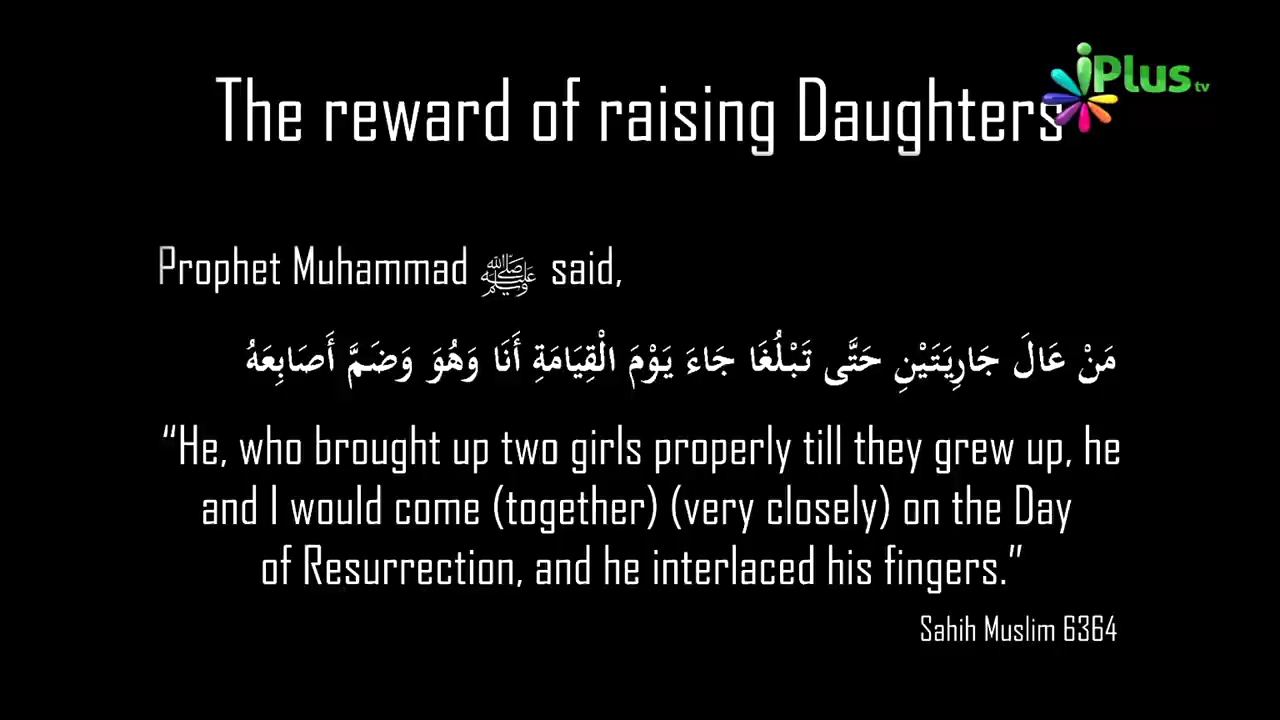 The reward of raising Daughters
iPlus tv
Prophet Muhammad ﷺ said,
مَنْ عَالَ جَارِيَتَيْنِ حَتَّى تَبْلُغَا جَاءَ يَوْمَ الْقِيَامَةِ أَنَا وَهُوَ وَضَمَّ أَصَابِعَهُ
“He, who brought up two girls properly till they grew up, he
and I would come (together) (very closely) on the Day
of Resurrection, and he interlaced his fingers.”
Sahih Muslim 6364